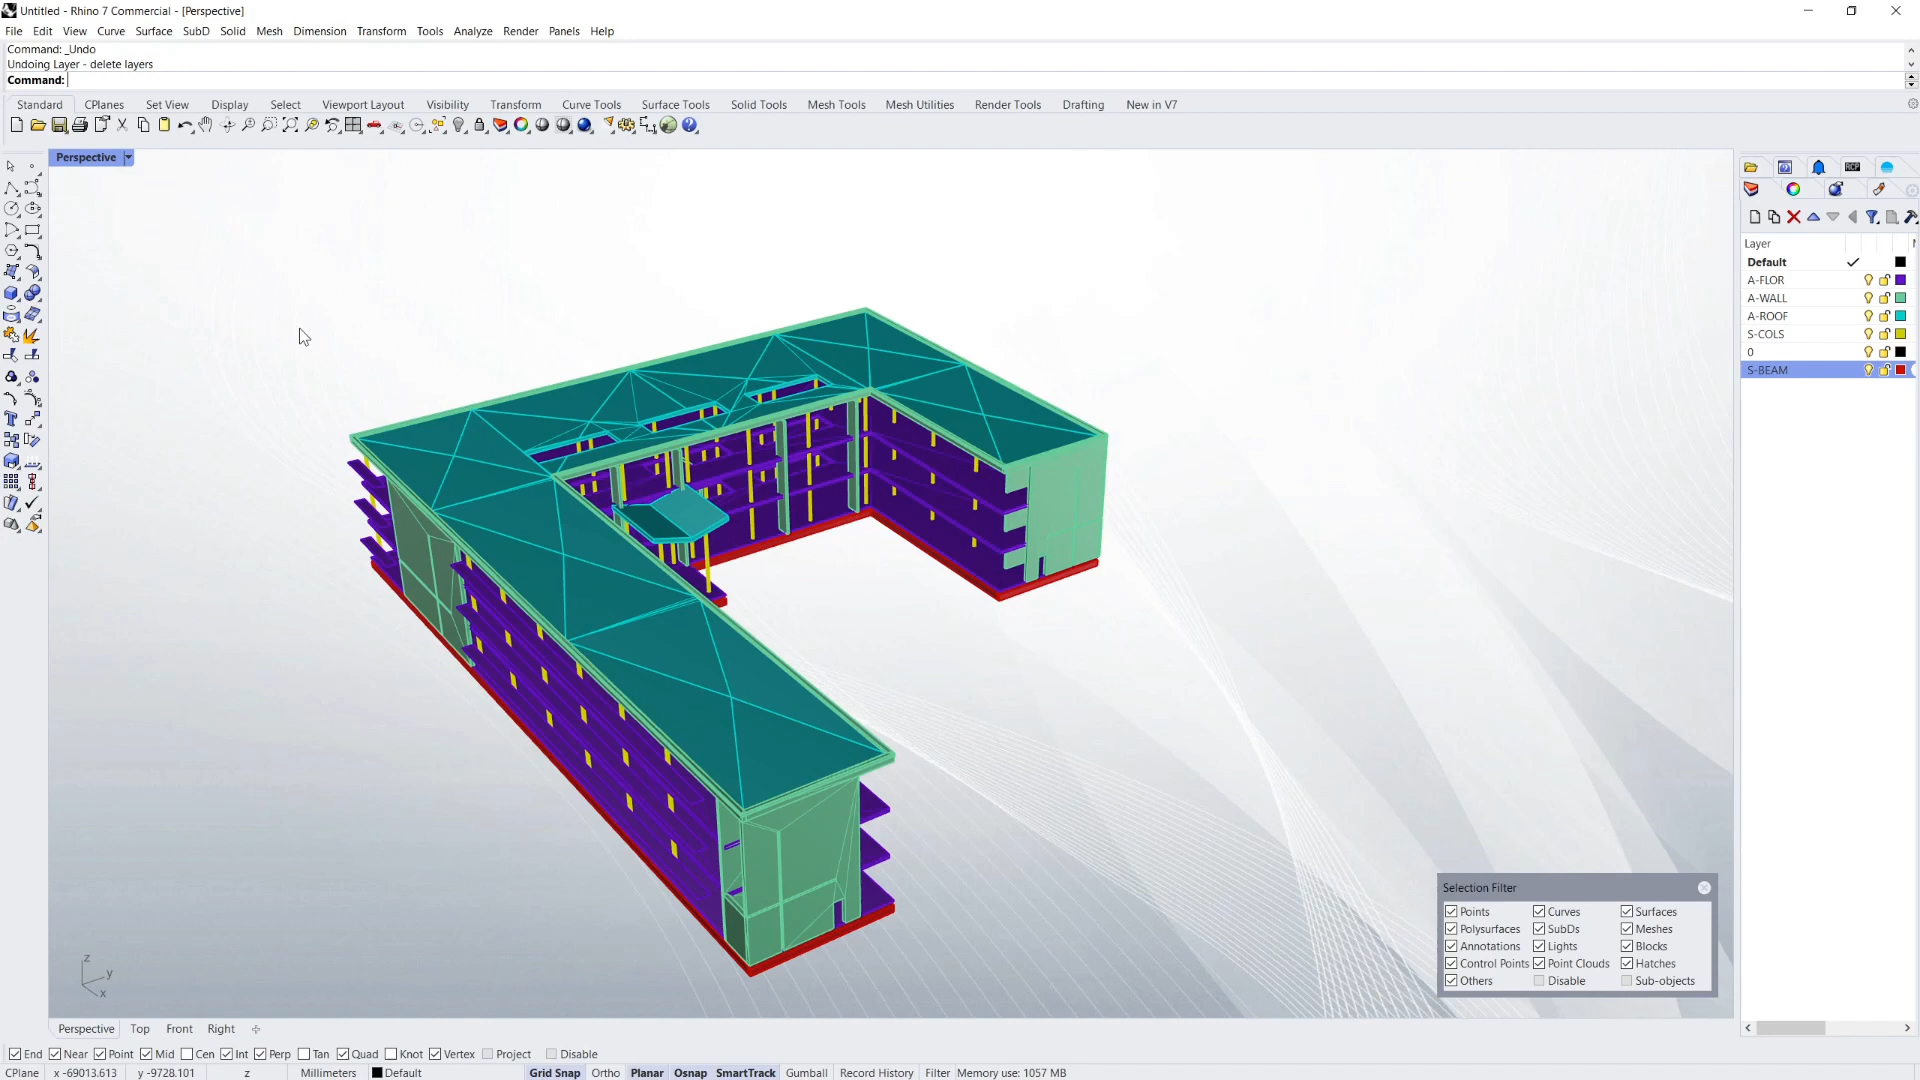 Untitled - Rhino 7 Commercial - [Perspective]
File Edit View Curve Surface SubD Solid Mesh Dimension Transform Tools Analyze Render Panels Help
Command: _Undo
Undoing Layer - delete layers
Command:
Standard CPlanes Set View Display Select Viewport Layout Visibility Transform Curve Tools Surface Tools Solid Tools Mesh Tools Mesh Utilities Render Tools Drafting New in V7
Perspective
Layer
Default
A-FLOR
A-WALL
A-ROOF
S-COLS
0
S-BEAM
Selection Filter
Points Curves Surfaces
Polysurfaces SubDs Meshes
Annotations Lights Blocks
Control Points Point Clouds Hatches
Others Disable Sub-objects
z
y
x
Perspective Top Front Right
End Near Point Mid Cen Int Perp Tan Quad Knot Vertex Project Disable
CPlane x -69013.613 y -9728.101 z Millimeters Default Grid Snap Ortho Planar Osnap SmartTrack Gumball Record History Filter Memory use: 1057 MB